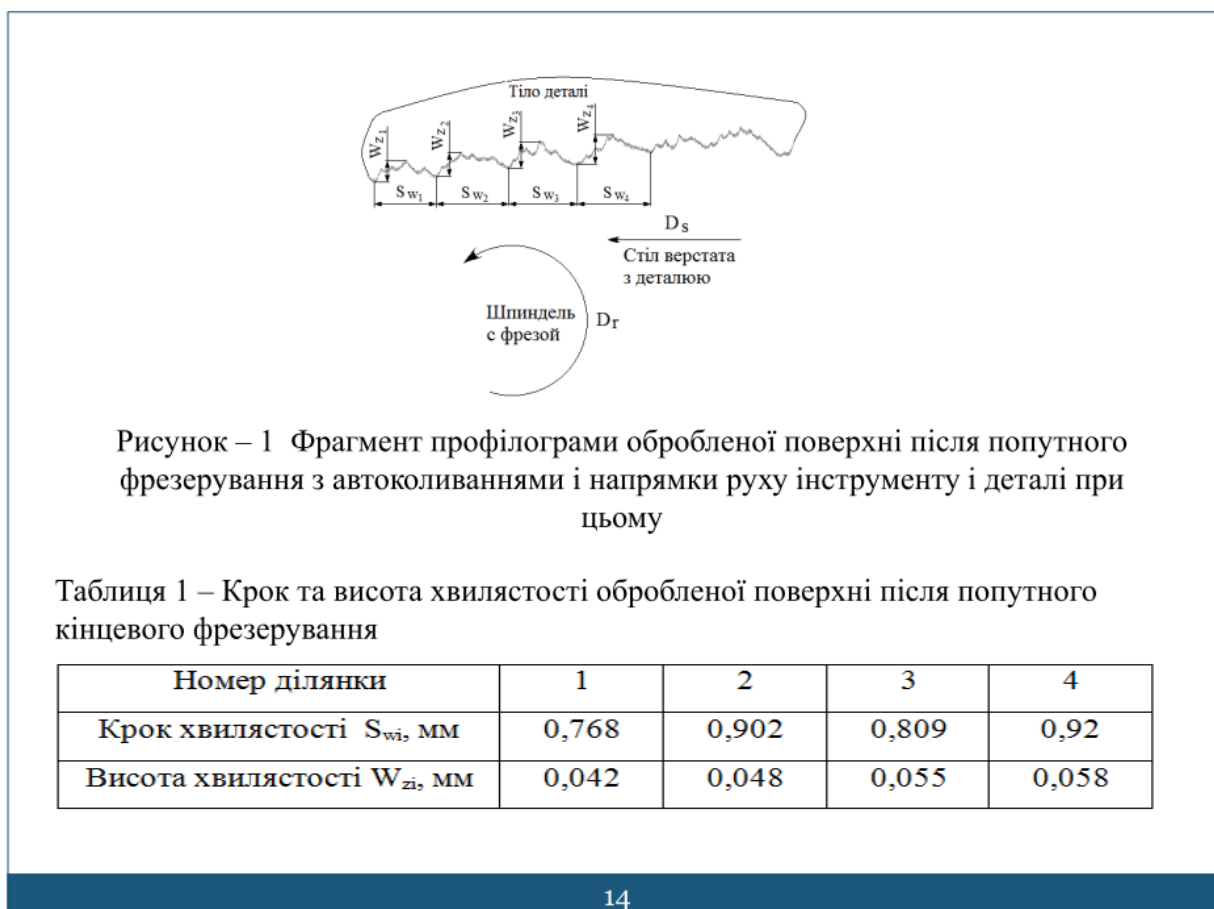 Тіло деталі
Wz1
Wz2
Wz3
Wz4
Sw1
Sw2
Sw3
Sw4
Ds
Стіл верстата
з деталюю
Шпиндель
с фрезой
Dr
Рисунок – 1 Фрагмент профілограми обробленої поверхні після попутного
фрезерування з автоколиваннями і напрямки руху інструменту і деталі при
цьому
Таблиця 1 – Крок та висота хвилястості обробленої поверхні після попутного
кінцевого фрезерування
Номер ділянки 1 2 3 4
Крок хвилястості Swi, мм 0,768 0,902 0,809 0,92
Висота хвилястості Wzi, мм 0,042 0,048 0,055 0,058
14